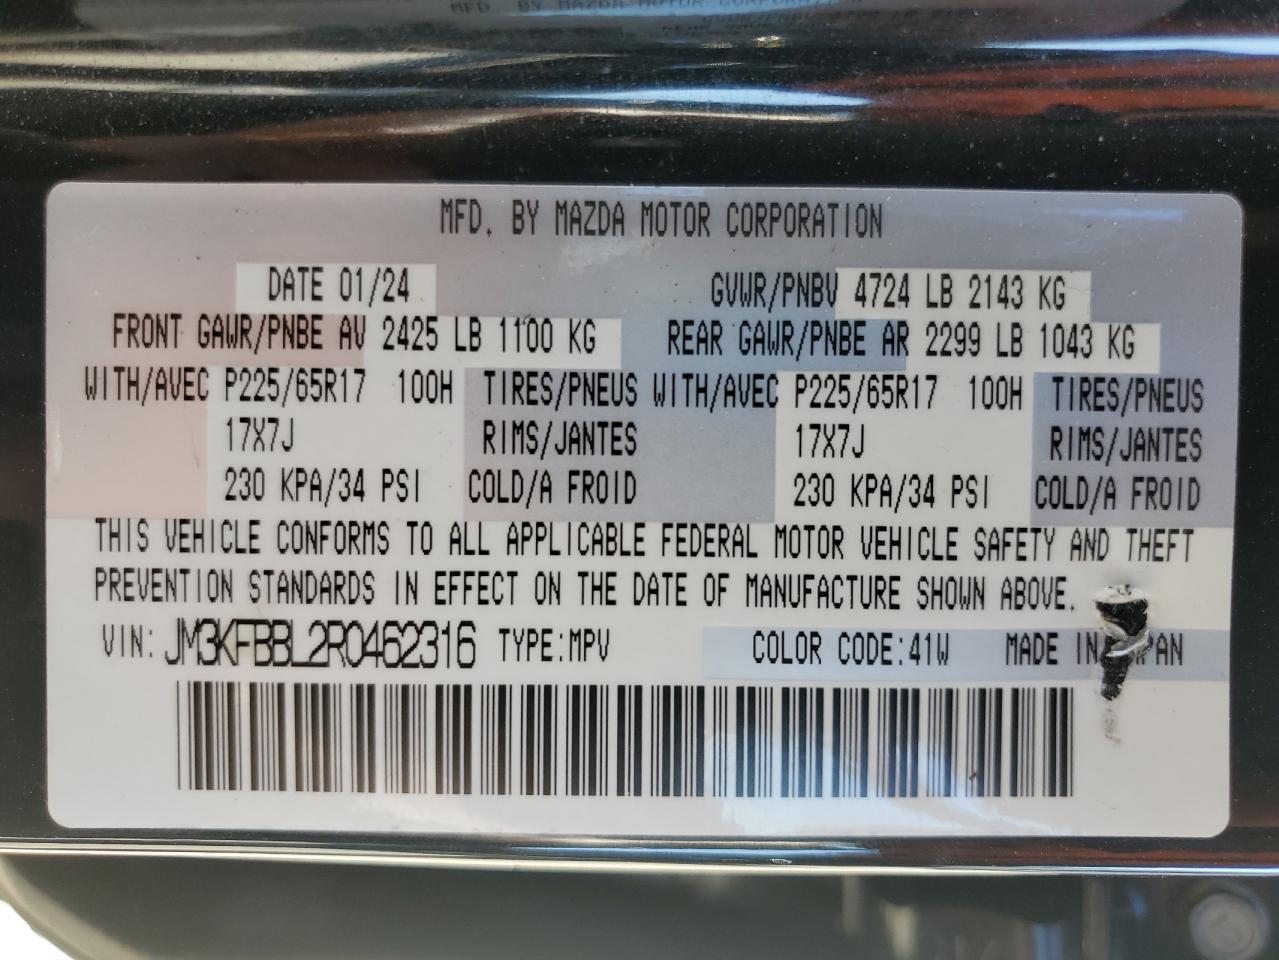 MFD. BY MAZDA MOTOR CORPORATION
DATE 01/24 GVWR/PNBV 4724 LB 2143 KG
FRONT GAWR/PNBE AV 2425 LB 1100 KG REAR GAWR/PNBE AR 2299 LB 1043 KG
WITH/AVEC P225/65R17 100H TIRES/PNEUS WITH/AVEC P225/65R17 100H TIRES/PNEUS
17X7J RIMS/JANTES 17X7J RIMS/JANTES
230 KPA/34 PSI COLD/A FROID 230 KPA/34 PSI COLD/A FROID
THIS VEHICLE CONFORMS TO ALL APPLICABLE FEDERAL MOTOR VEHICLE SAFETY AND THEFT
PREVENTION STANDARDS IN EFFECT ON THE DATE OF MANUFACTURE SHOWN ABOVE.
VIN: JM3KFBBL2R0462316 TYPE:MPV COLOR CODE:41W MADE IN JAPAN